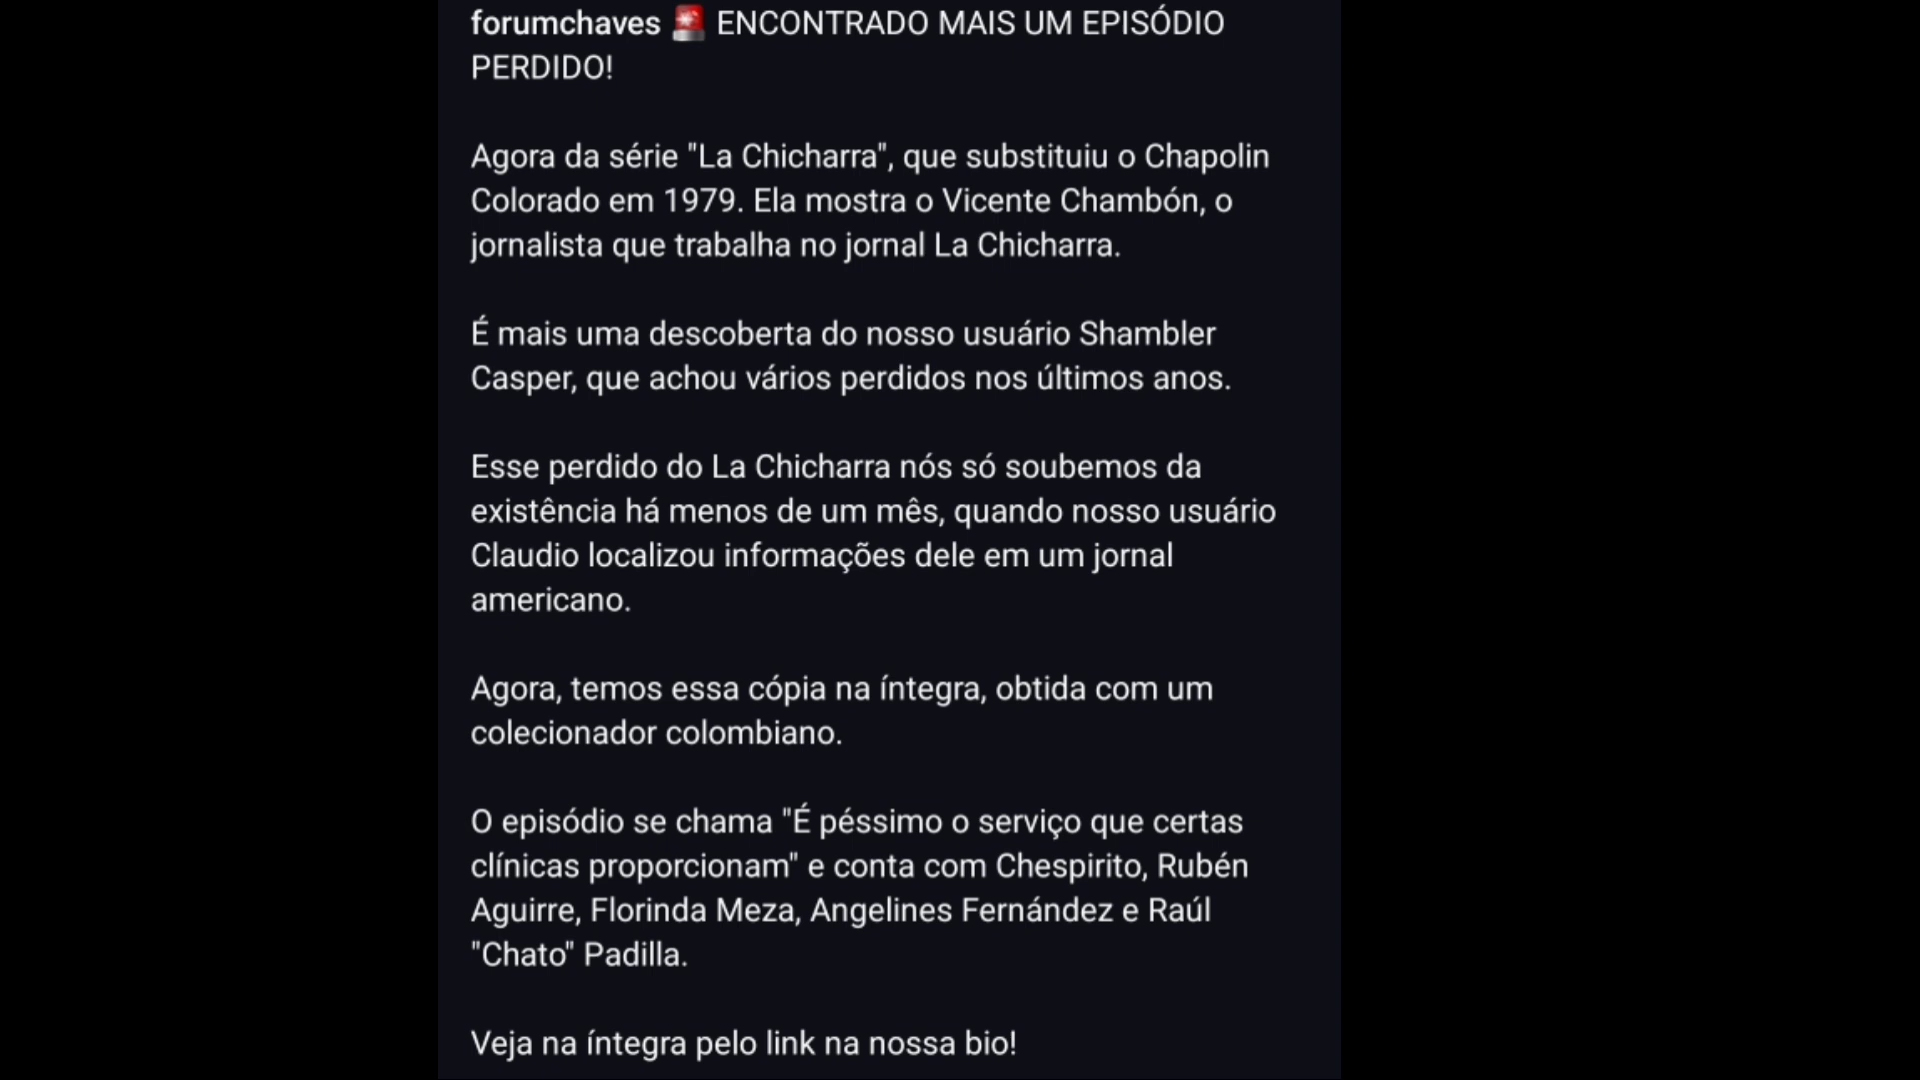 forumchaves 🚨 ENCONTRADO MAIS UM EPISÓDIO
PERDIDO!
Agora da série "La Chicharra", que substituiu o Chapolin
Colorado em 1979. Ela mostra o Vicente Chambón, o
jornalista que trabalha no jornal La Chicharra.
É mais uma descoberta do nosso usuário Shambler
Casper, que achou vários perdidos nos últimos anos.
Esse perdido do La Chicharra nós só soubemos da
existência há menos de um mês, quando nosso usuário
Claudio localizou informações dele em um jornal
americano.
Agora, temos essa cópia na íntegra, obtida com um
colecionador colombiano.
O episódio se chama "É péssimo o serviço que certas
clínicas proporcionam" e conta com Chespirito, Rubén
Aguirre, Florinda Meza, Angelines Fernández e Raúl
"Chato" Padilla.
Veja na íntegra pelo link na nossa bio!